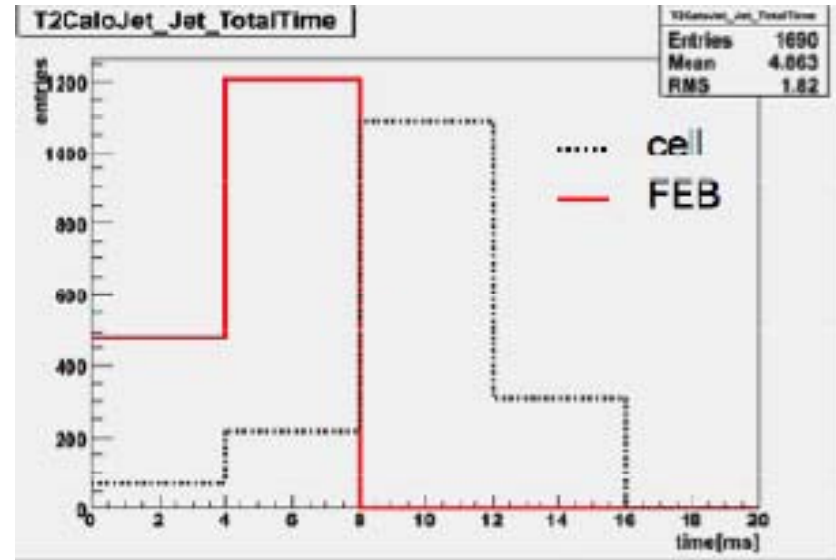 T2CaloJet_Jet_TotalTime
T2CaloJet_Jet_TotalTime
Entries 1690
Mean 4.863
RMS 1.82
entries
1200
1000
800
600
400
200
0
cell
FEB
0 2 4 6 8 10 12 14 16 18 20
time[ms]